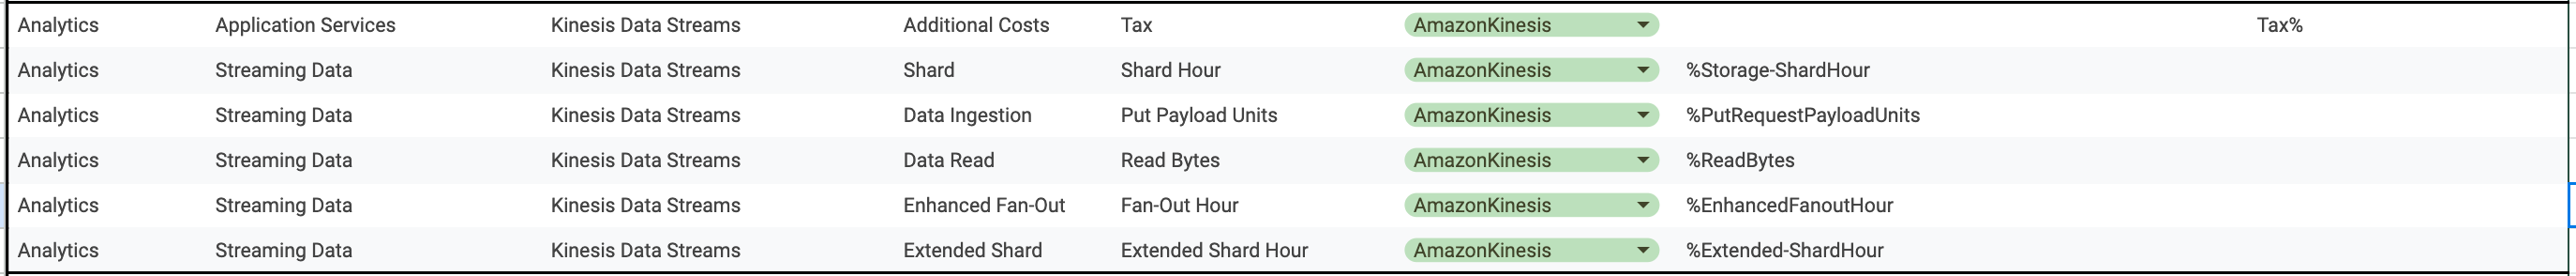 Analytics Application Services Kinesis Data Streams Additional Costs Tax AmazonKinesis Tax%
Analytics Streaming Data Kinesis Data Streams Shard Shard Hour AmazonKinesis %Storage-ShardHour
Analytics Streaming Data Kinesis Data Streams Data Ingestion Put Payload Units AmazonKinesis %PutRequestPayloadUnits
Analytics Streaming Data Kinesis Data Streams Data Read Read Bytes AmazonKinesis %ReadBytes
Analytics Streaming Data Kinesis Data Streams Enhanced Fan-Out Fan-Out Hour AmazonKinesis %EnhancedFanoutHour
Analytics Streaming Data Kinesis Data Streams Extended Shard Extended Shard Hour AmazonKinesis %Extended-ShardHour